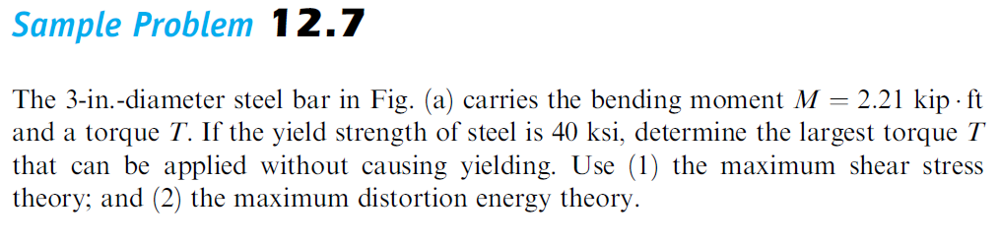 Sample Problem 12.7
The 3-in.-diameter steel bar in Fig. (a) carries the bending moment M = 2.21 kip · ft
and a torque T. If the yield strength of steel is 40 ksi, determine the largest torque T
that can be applied without causing yielding. Use (1) the maximum shear stress
theory; and (2) the maximum distortion energy theory.